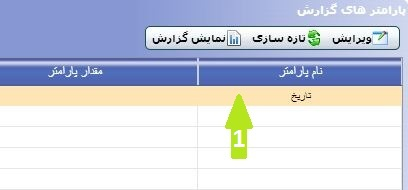 پارامتر های گزارش
ویرایش تازه سازی نمایش گزارش
نام پارامتر مقدار پارامتر
تاریخ
1